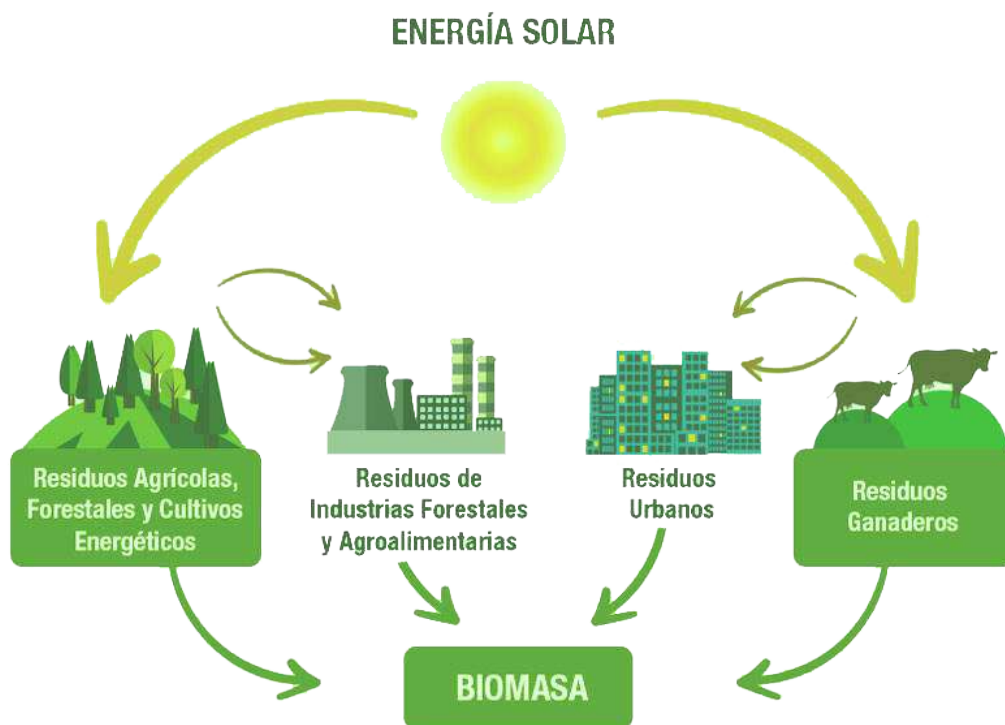 ENERGÍA SOLAR
Residuos Agrícolas,
Forestales y Cultivos
Energéticos
Residuos de
Industrias Forestales
y Agroalimentarias
Residuos
Urbanos
Residuos
Ganaderos
BIOMASA